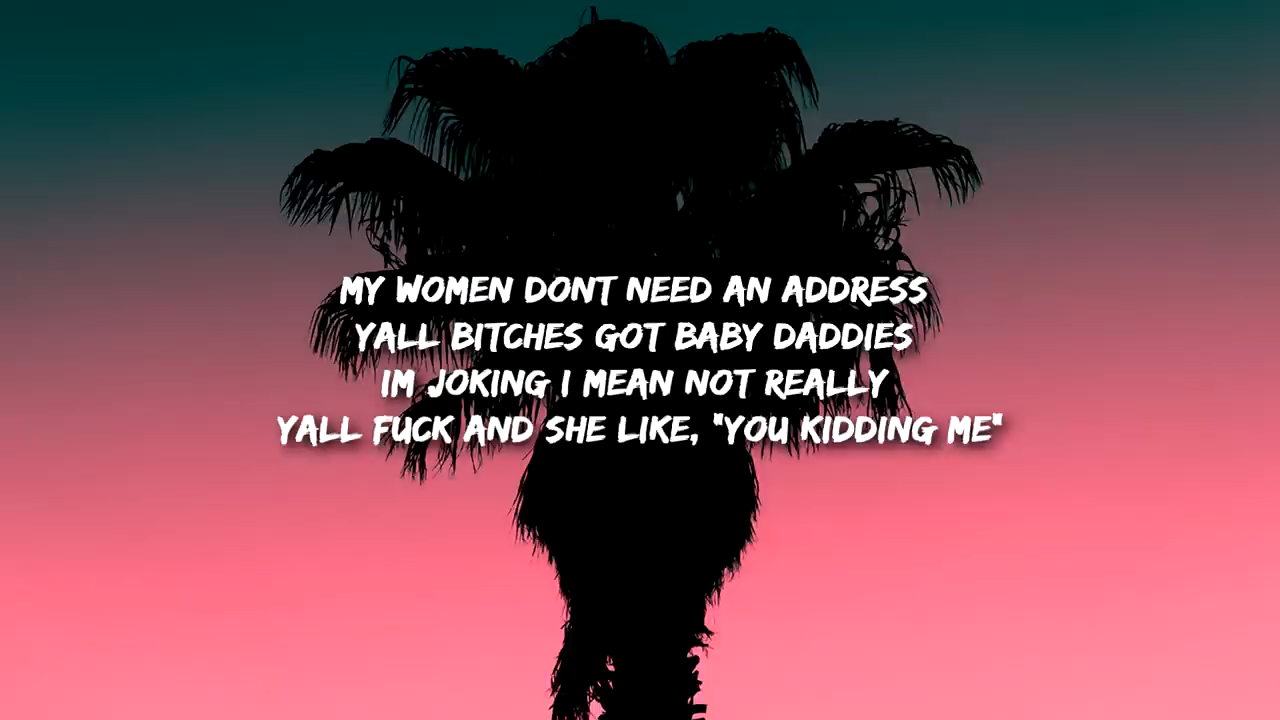 MY WOMEN DONT NEED AN ADDRESS
YALL BITCHES GOT BABY DADDIES
IM JOKING I MEAN NOT REALLY
YALL FUCK AND SHE LIKE, "YOU KIDDING ME"